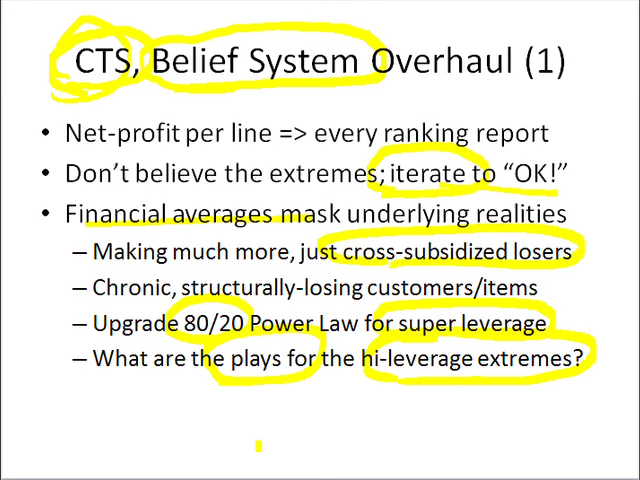 CTS, Belief System Overhaul (1)
• Net-profit per line => every ranking report
• Don't believe the extremes; iterate to “OK!”
• Financial averages mask underlying realities
– Making much more, just cross-subsidized losers
– Chronic, structurally-losing customers/items
– Upgrade 80/20 Power Law for super leverage
– What are the plays for the hi-leverage extremes?